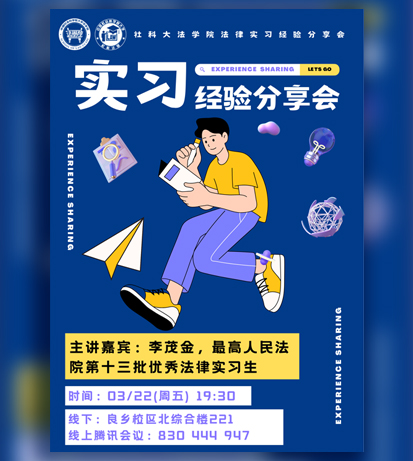 社科大法学院法律实习经验分享会
实习
EXPERIENCE SHARING
LETS GO
经验分享会
EXPERIENCE SHARING
EXPERIENCE SHARING
主讲嘉宾：李茂金，最高人民法
院第十三批优秀法律实习生
时间：03/22(周五) 19:30
线下：良乡校区北综合楼221
线上腾讯会议：830 444 947